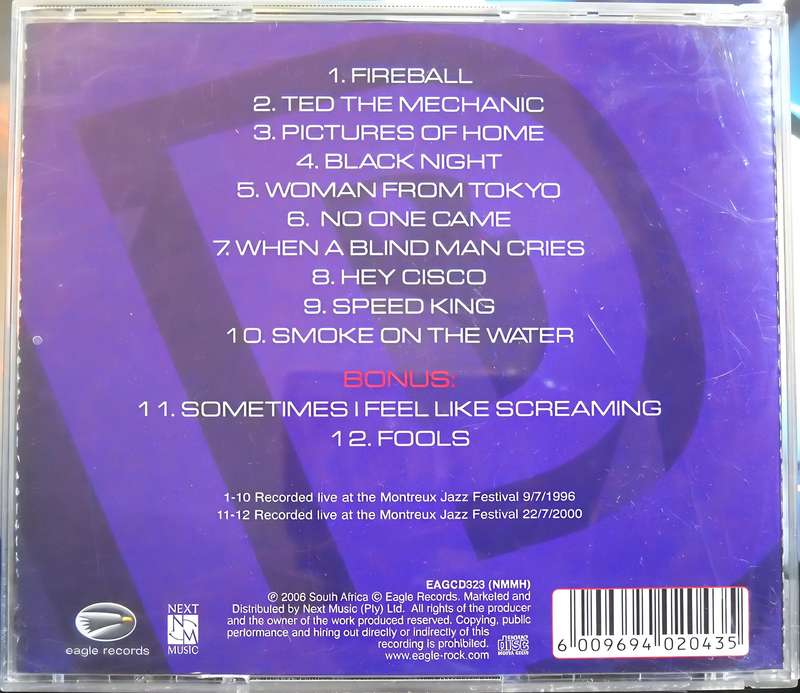 1. FIREBALL
2. TED THE MECHANIC
3. PICTURES OF HOME
4. BLACK NIGHT
5. WOMAN FROM TOKYO
6. NO ONE CAME
7. WHEN A BLIND MAN CRIES
8. HEY CISCO
9. SPEED KING
10. SMOKE ON THE WATER
BONUS:
11. SOMETIMES I FEEL LIKE SCREAMING
12. FOOLS
1-10 Recorded live at the Montreux Jazz Festival 9/7/1996
11-12 Recorded live at the Montreux Jazz Festival 22/7/2000
EAGCD323 (NMMH)
℗ 2006 South Africa © Eagle Records. Marketed and
Distributed by Next Music (Pty) Ltd. All rights of the producer
and the owner of the work produced reserved. Copying, public
performance and hiring out directly or indirectly of this
recording is prohibited.
www.eagle-rock.com
eagle records
NEXT
NM
MUSIC
COMPACT
disc
DIGITAL AUDIO
6 009694 020435